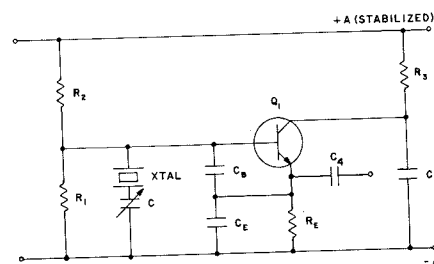 +A (STABILIZED)
R3
R2
Q1
XTAL
CB
C4
R1
C
C
CE
RE